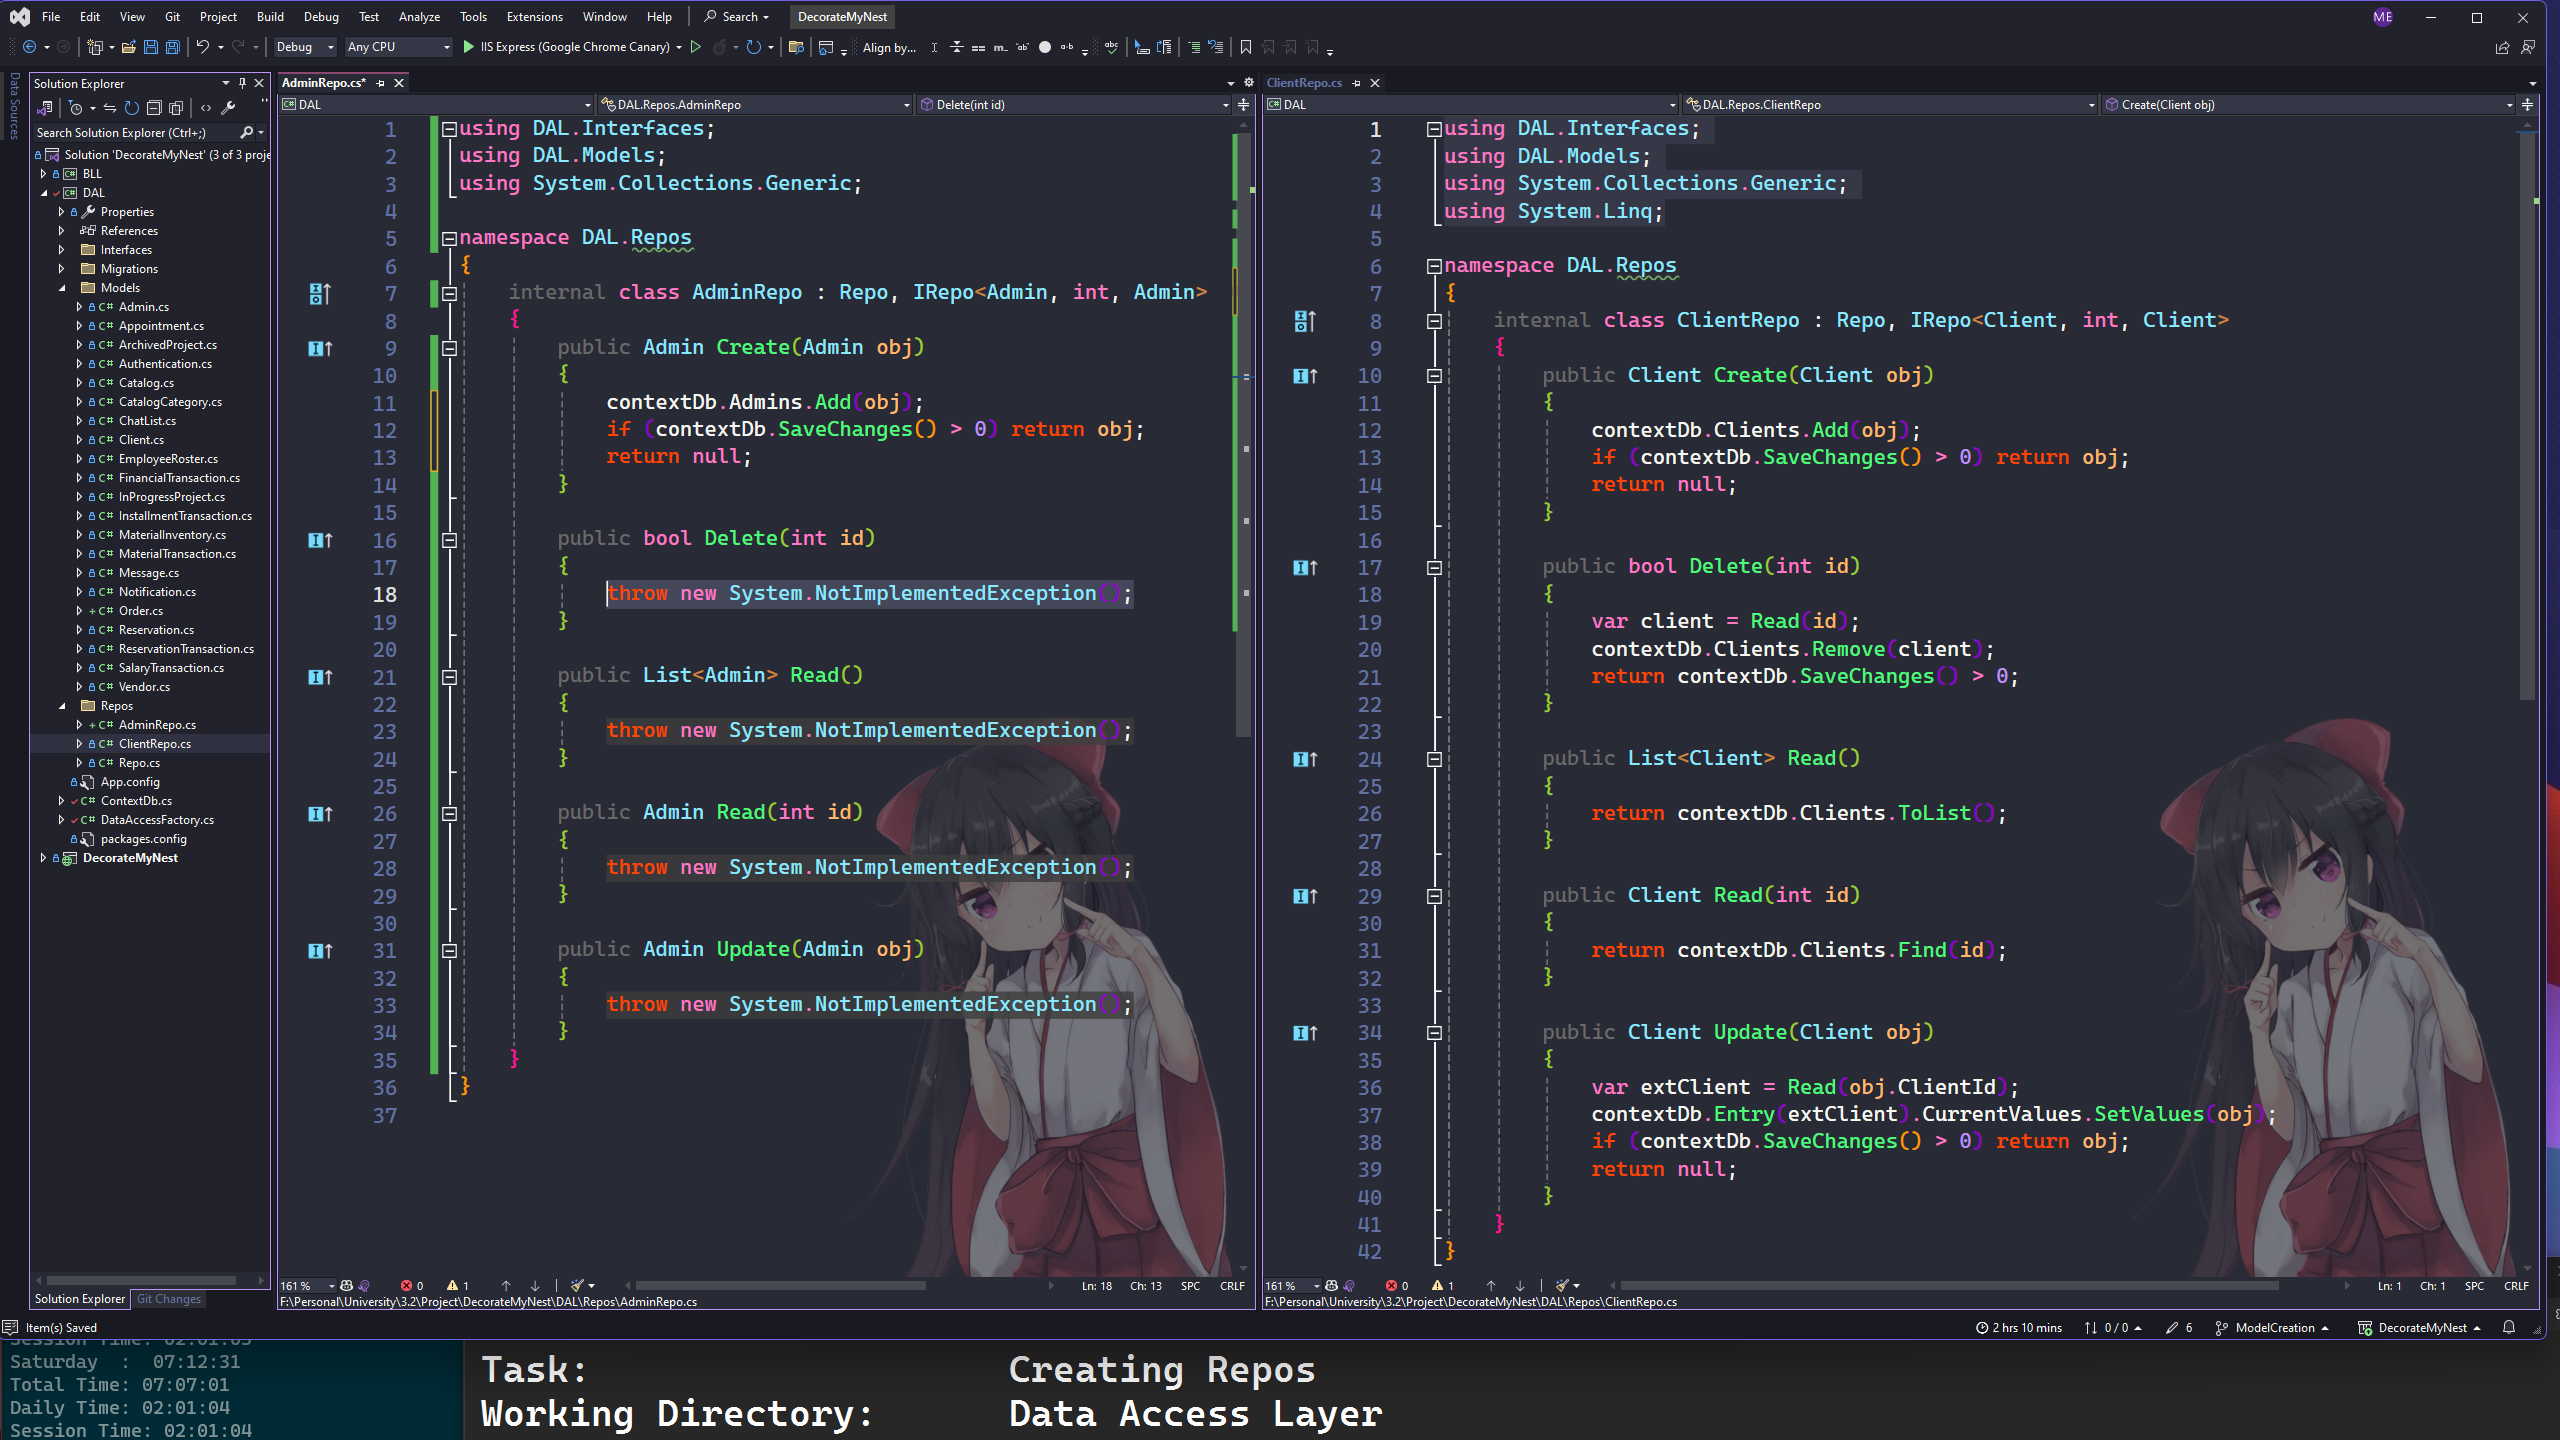 File Edit View Git Project Build Debug Test Analyze Tools Extensions Window Help Search DecorateMyNest ME
Debug Any CPU IIS Express (Google Chrome Canary) Align by...
Data Sources
Solution Explorer
Search Solution Explorer (Ctrl+;)
Solution 'DecorateMyNest' (3 of 3 proje
BLL
DAL
Properties
References
Interfaces
Migrations
Models
C# Admin.cs
C# Appointment.cs
C# ArchivedProject.cs
C# Authentication.cs
C# Catalog.cs
C# CatalogCategory.cs
C# ChatList.cs
C# Client.cs
C# EmployeeRoster.cs
C# FinancialTransaction.cs
C# InProgressProject.cs
C# InstallmentTransaction.cs
C# MaterialInventory.cs
C# MaterialTransaction.cs
C# Message.cs
C# Notification.cs
C# Order.cs
C# Reservation.cs
C# ReservationTransaction.cs
C# SalaryTransaction.cs
C# Vendor.cs
Repos
C# AdminRepo.cs
C# ClientRepo.cs
C# Repo.cs
App.config
C# ContextDb.cs
C# DataAccessFactory.cs
packages.config
DecorateMyNest
Solution Explorer Git Changes
AdminRepo.cs*
DAL DAL.Repos.AdminRepo Delete(int id)
1 using DAL.Interfaces;
2 using DAL.Models;
3 using System.Collections.Generic;
4
5 namespace DAL.Repos
6 {
7 internal class AdminRepo : Repo, IRepo<Admin, int, Admin>
8 {
9 public Admin Create(Admin obj)
10 {
11 contextDb.Admins.Add(obj);
12 if (contextDb.SaveChanges() > 0) return obj;
13 return null;
14 }
15
16 public bool Delete(int id)
17 {
18 throw new System.NotImplementedException();
19 }
20
21 public List<Admin> Read()
22 {
23 throw new System.NotImplementedException();
24 }
25
26 public Admin Read(int id)
27 {
28 throw new System.NotImplementedException();
29 }
30
31 public Admin Update(Admin obj)
32 {
33 throw new System.NotImplementedException();
34 }
35 }
36 }
37
161 % 0 1 Ln: 18 Ch: 13 SPC CRLF
F:\Personal\University\3.2\Project\DecorateMyNest\DAL\Repos\AdminRepo.cs
ClientRepo.cs
DAL DAL.Repos.ClientRepo Create(Client obj)
1 using DAL.Interfaces;
2 using DAL.Models;
3 using System.Collections.Generic;
4 using System.Linq;
5
6 namespace DAL.Repos
7 {
8 internal class ClientRepo : Repo, IRepo<Client, int, Client>
9 {
10 public Client Create(Client obj)
11 {
12 contextDb.Clients.Add(obj);
13 if (contextDb.SaveChanges() > 0) return obj;
14 return null;
15 }
16
17 public bool Delete(int id)
18 {
19 var client = Read(id);
20 contextDb.Clients.Remove(client);
21 return contextDb.SaveChanges() > 0;
22 }
23
24 public List<Client> Read()
25 {
26 return contextDb.Clients.ToList();
27 }
28
29 public Client Read(int id)
30 {
31 return contextDb.Clients.Find(id);
32 }
33
34 public Client Update(Client obj)
35 {
36 var extClient = Read(obj.ClientId);
37 contextDb.Entry(extClient).CurrentValues.SetValues(obj);
38 if (contextDb.SaveChanges() > 0) return obj;
39 return null;
40 }
41 }
42 }
161 % 0 1 Ln: 1 Ch: 1 SPC CRLF
F:\Personal\University\3.2\Project\DecorateMyNest\DAL\Repos\ClientRepo.cs
Item(s) Saved 2 hrs 10 mins 0 / 0 6 ModelCreation DecorateMyNest
Session Time: 02:01:03
Saturday : 07:12:31
Total Time: 07:07:01
Daily Time: 02:01:04
Session Time: 02:01:04
Task: Creating Repos
Working Directory: Data Access Layer